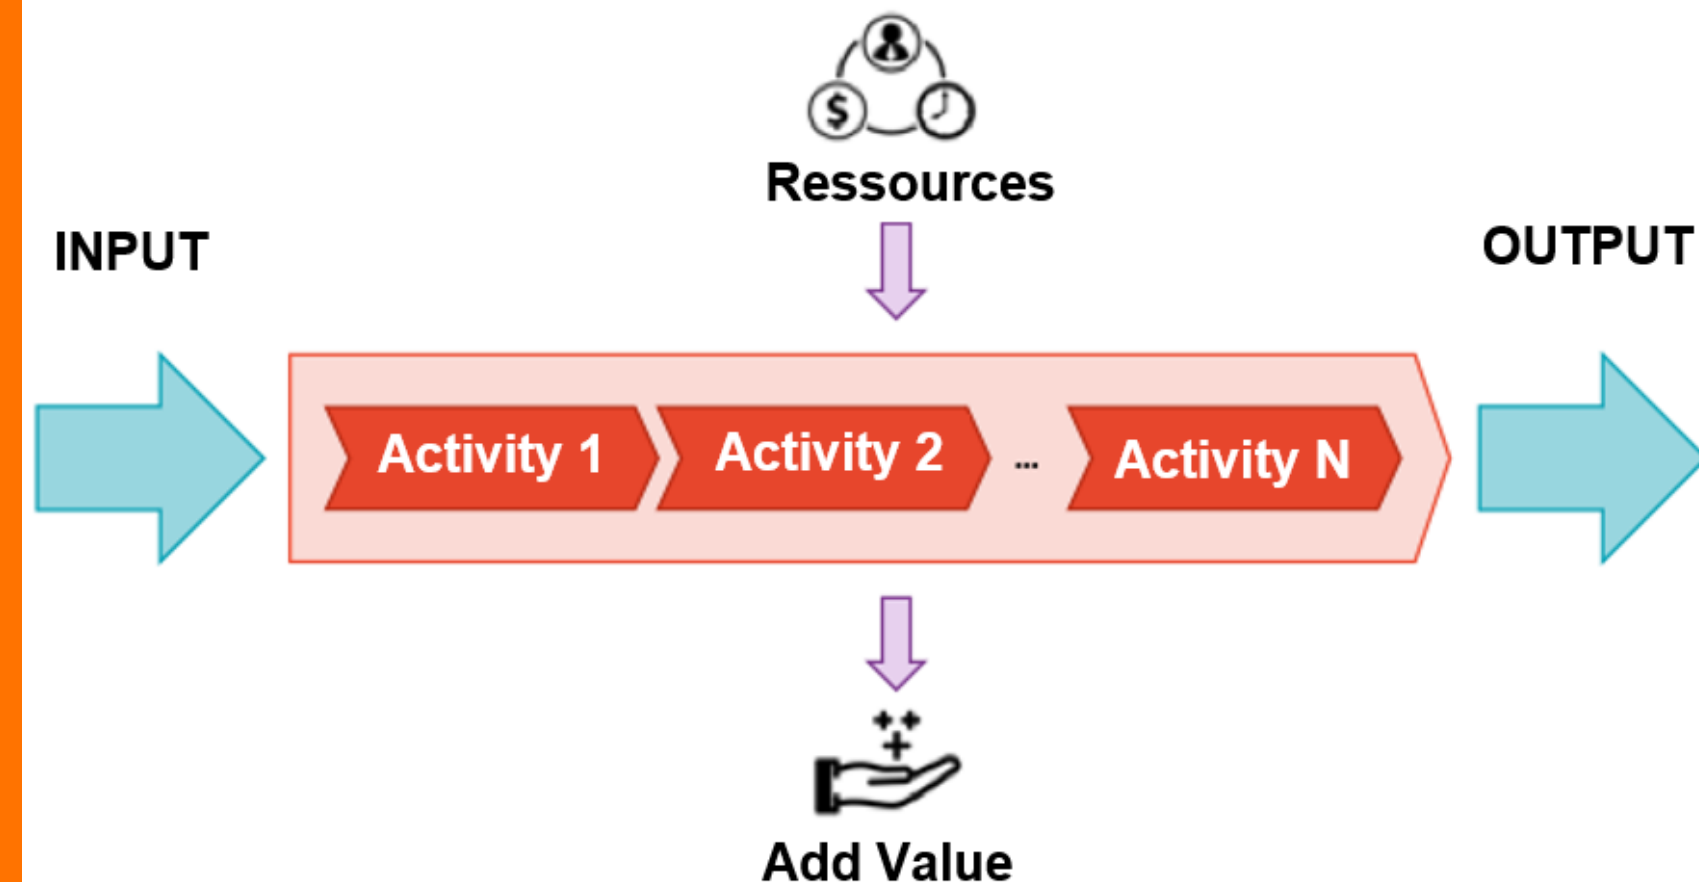 Ressources
INPUT
OUTPUT
Activity 1
Activity 2
...
Activity N
Add Value
$